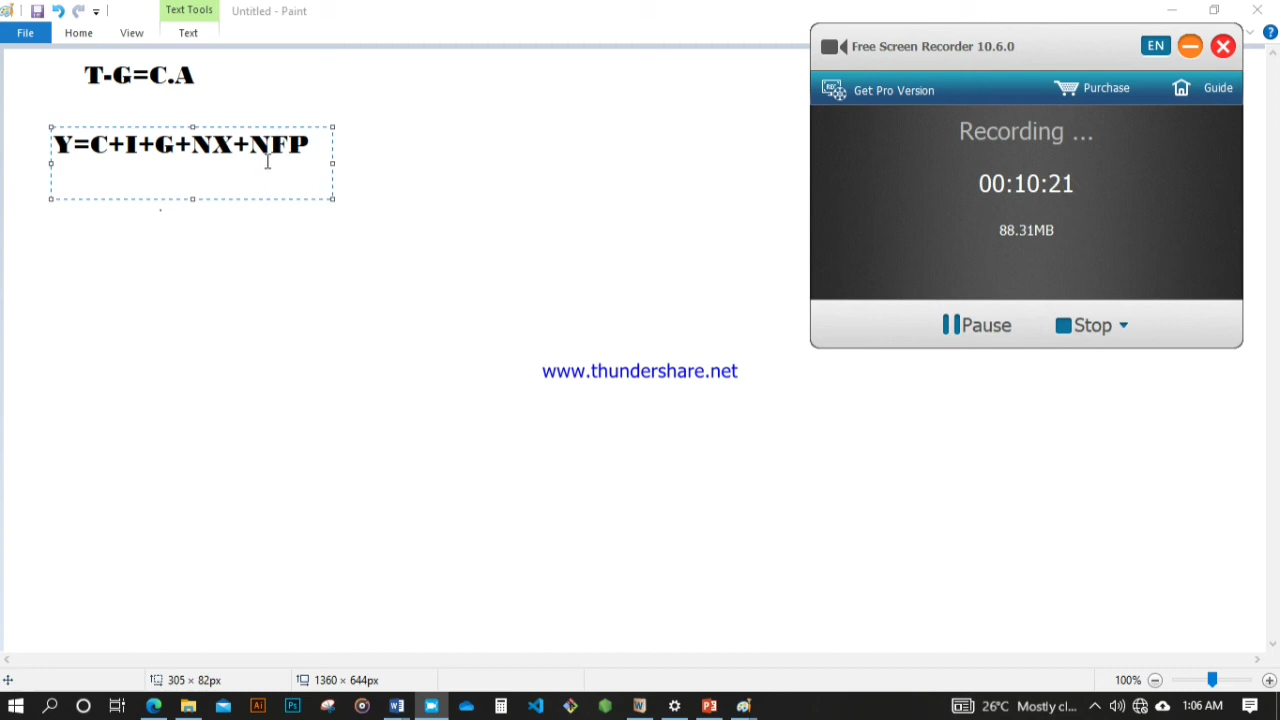 Text Tools
Untitled - Paint
File
Home
View
Text
T-G=C.A
Y=C+I+G+NX+NFP
Free Screen Recorder 10.6.0
EN
Get Pro Version
Purchase
Guide
Recording ...
00:10:21
88.31MB
Pause
Stop
www.thundershare.net
305 × 82px
1360 × 644px
100%
26°C Mostly cl...
1:06 AM